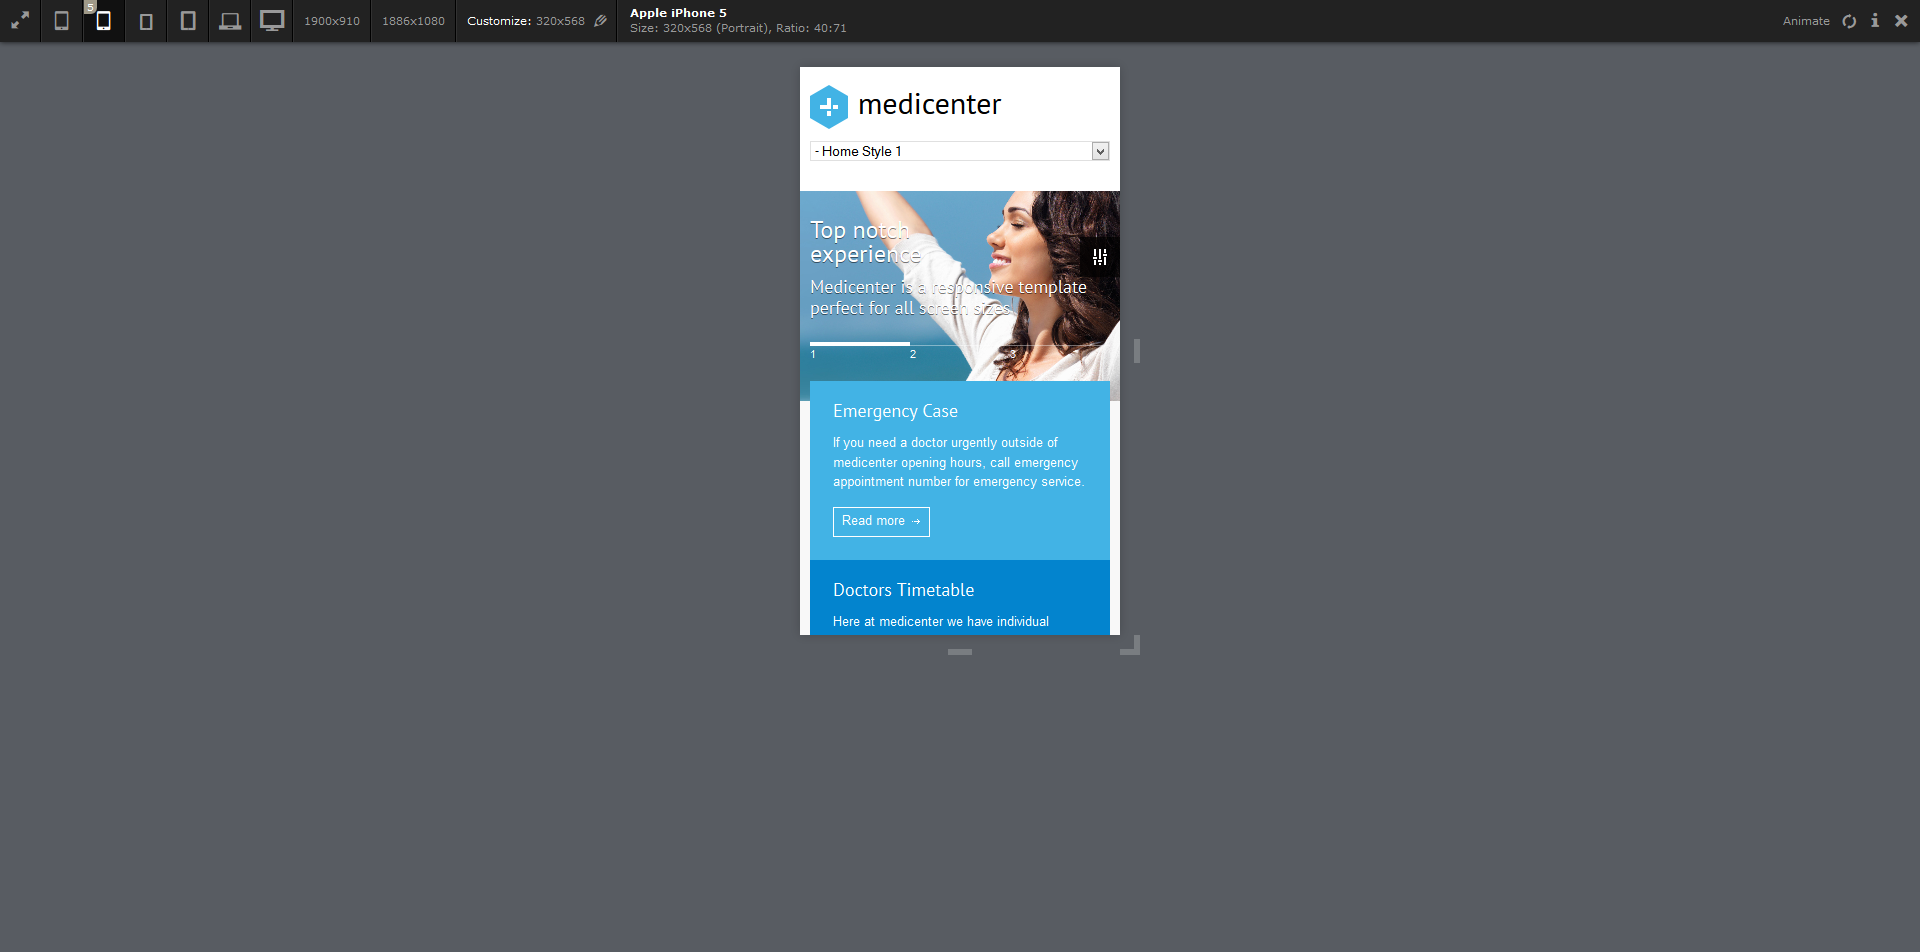 5
1900x910
1886x1080
Customize: 320x568
Apple iPhone 5
Size: 320x568 (Portrait), Ratio: 40:71
Animate
medicenter
- Home Style 1
Top notch
experience
Medicenter is a responsive template
perfect for all screen sizes
1 2 3
Emergency Case
If you need a doctor urgently outside of
medicenter opening hours, call emergency
appointment number for emergency service.
Read more →
Doctors Timetable
Here at medicenter we have individual